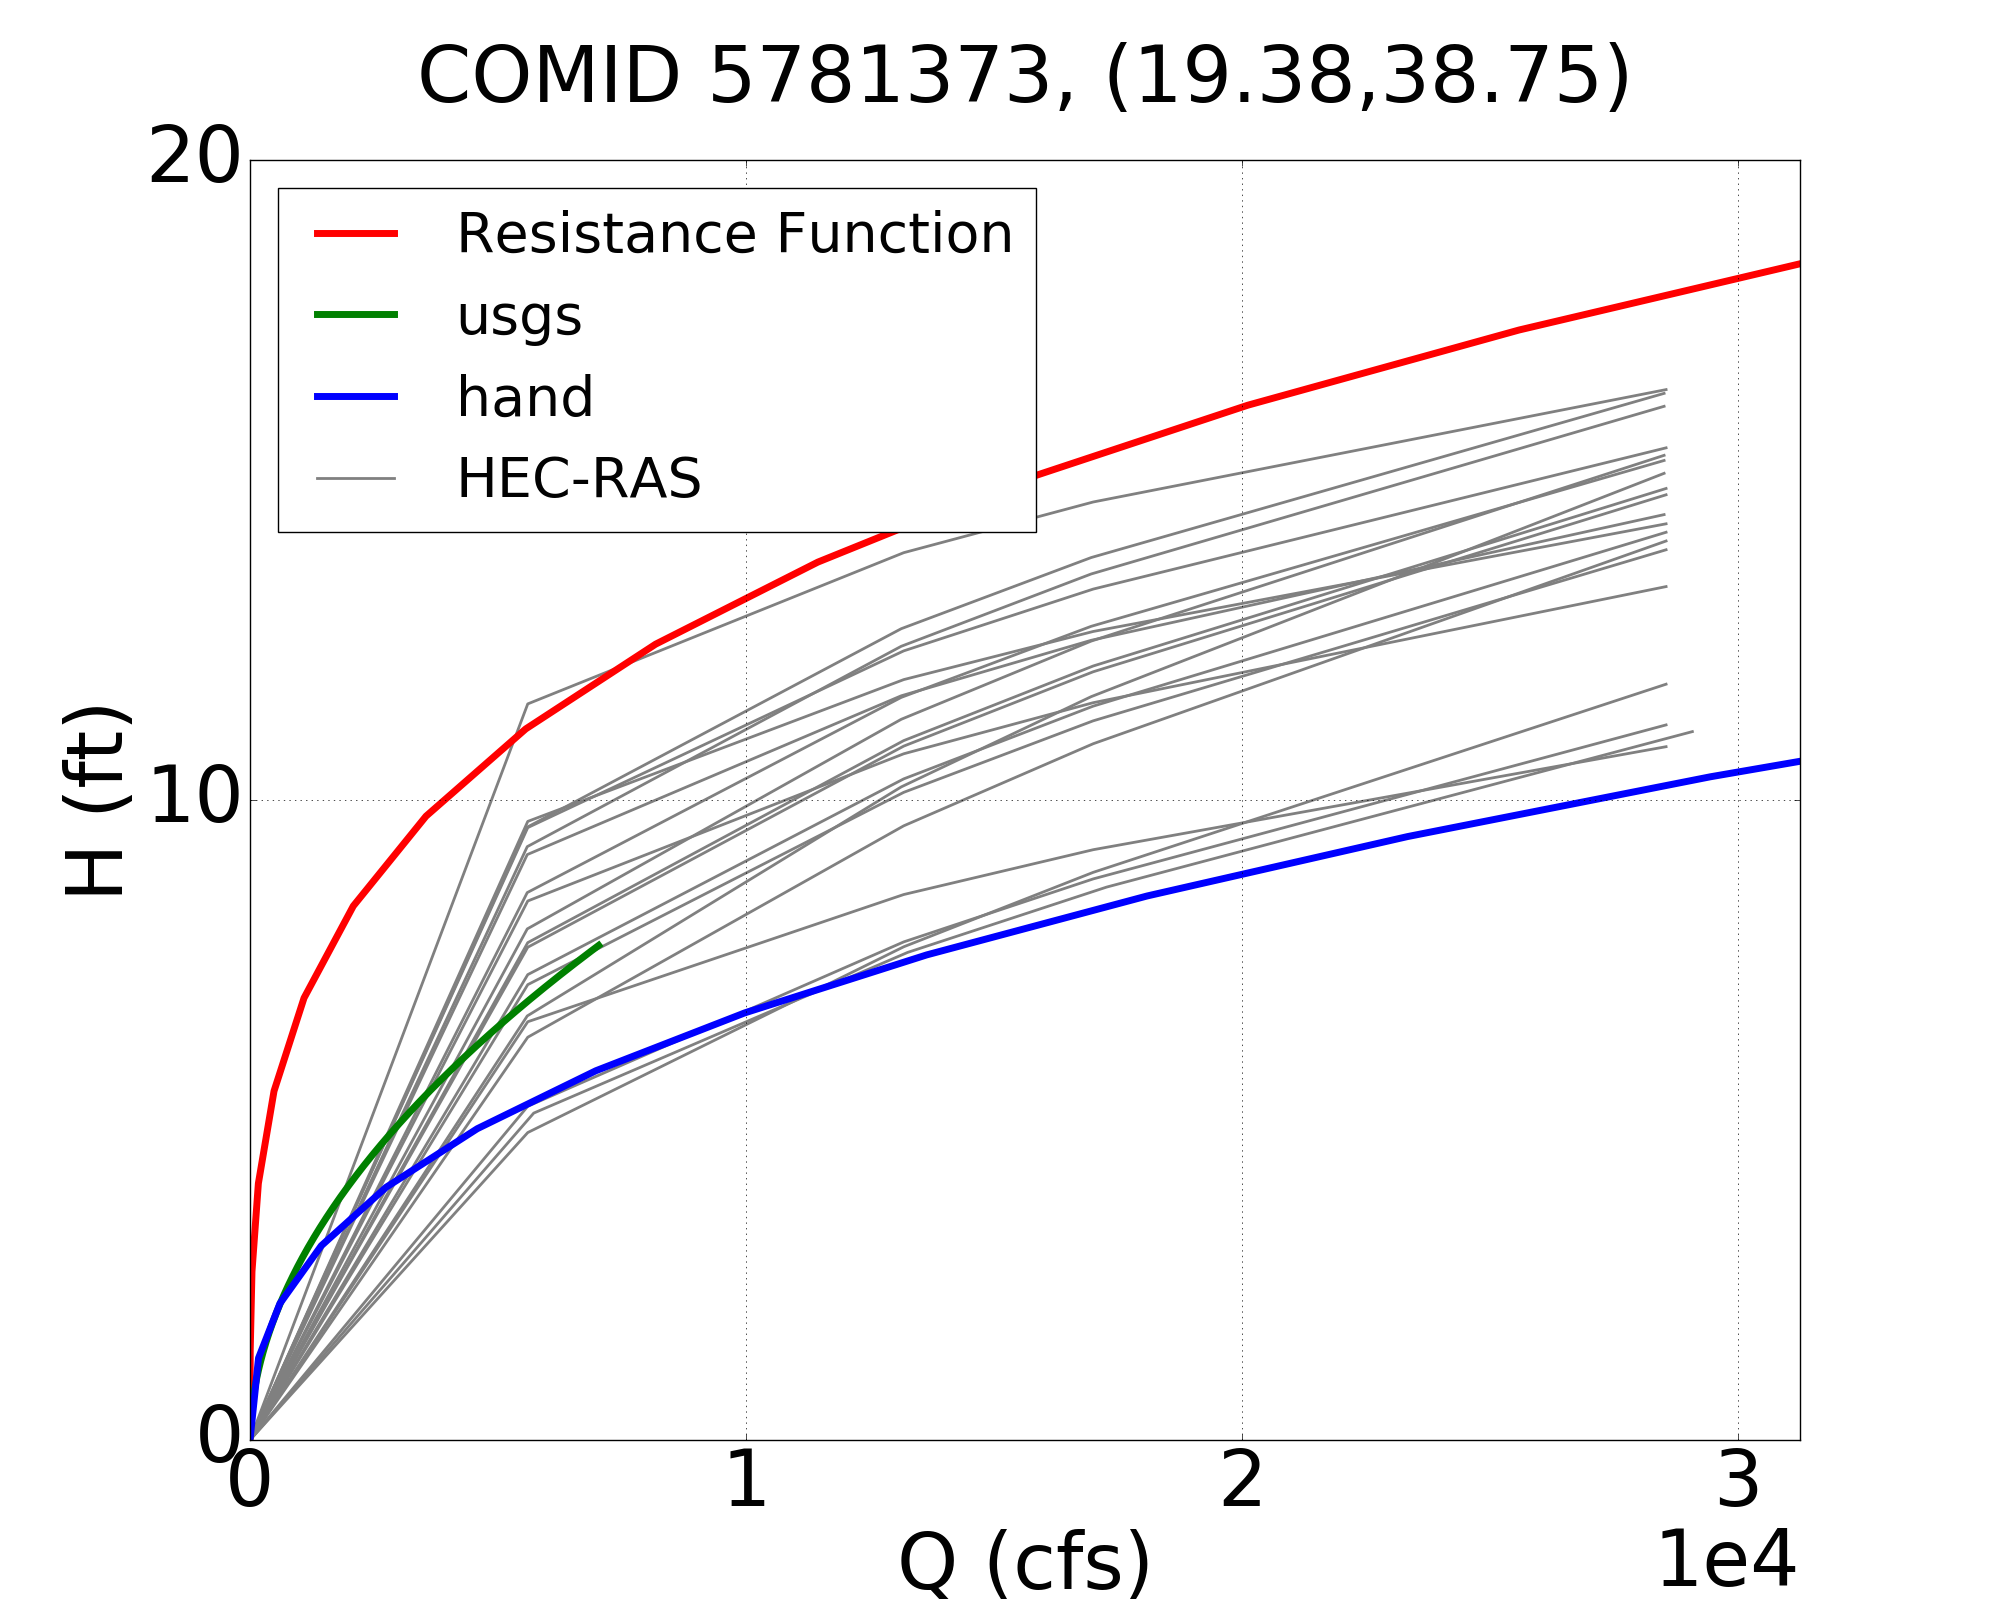 COMID 5781373, (19.38,38.75)
20
Resistance Function
usgs
hand
HEC-RAS
H (ft)
10
0
0 1 2 3
1e4
Q (cfs)